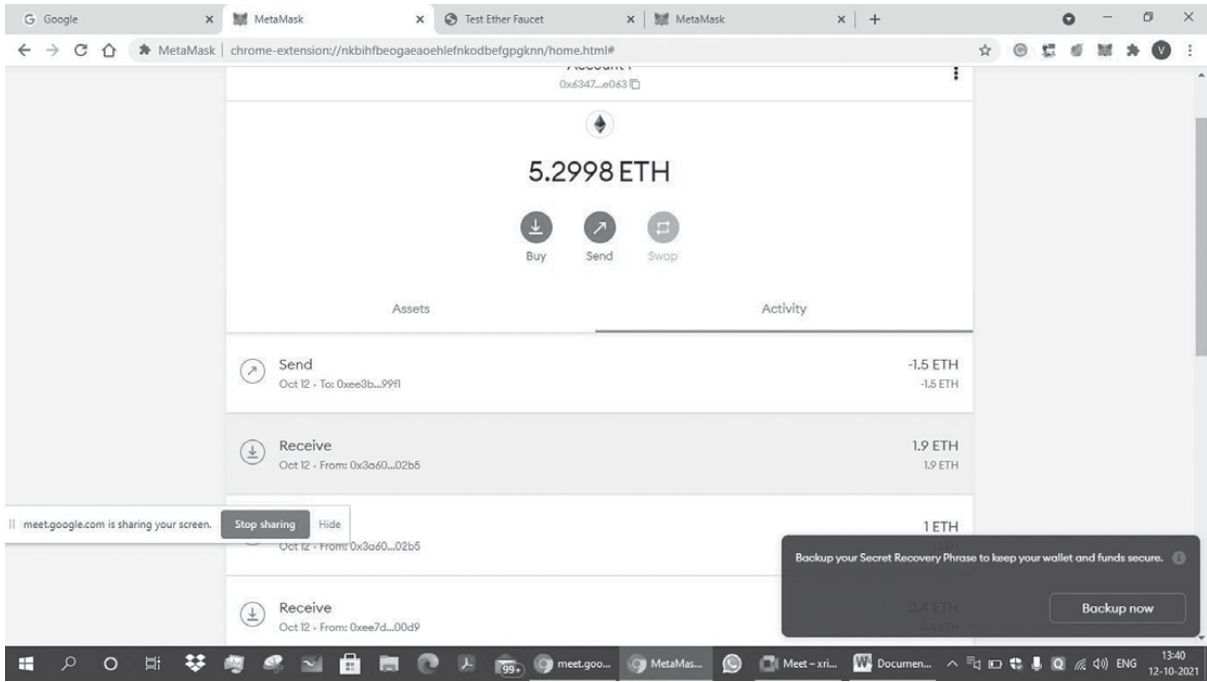 Google
MetaMask
Test Ether Faucet
MetaMask
MetaMask | chrome-extension://nkbihfbeogaeaoehlefnkodbefgpgknn/home.html#
V
Account 1
0x6347...e063
5.2998 ETH
Buy
Send
Swap
Assets
Activity
Send
-1.5 ETH
Oct 12 · To: 0xee3b...99f1
-1.5 ETH
Receive
1.9 ETH
Oct 12 · From: 0x3a60...02b5
1.9 ETH
meet.google.com is sharing your screen.
Stop sharing
Hide
1 ETH
Oct 12 · From: 0x3a60...02b5
Backup your Secret Recovery Phrase to keep your wallet and funds secure.
Backup now
Receive
0.4 ETH
Oct 12 · From: 0xee7d...00d9
99+
meet.goo...
MetaMas...
Meet – xri...
Documen...
ENG
13:40
12-10-2021